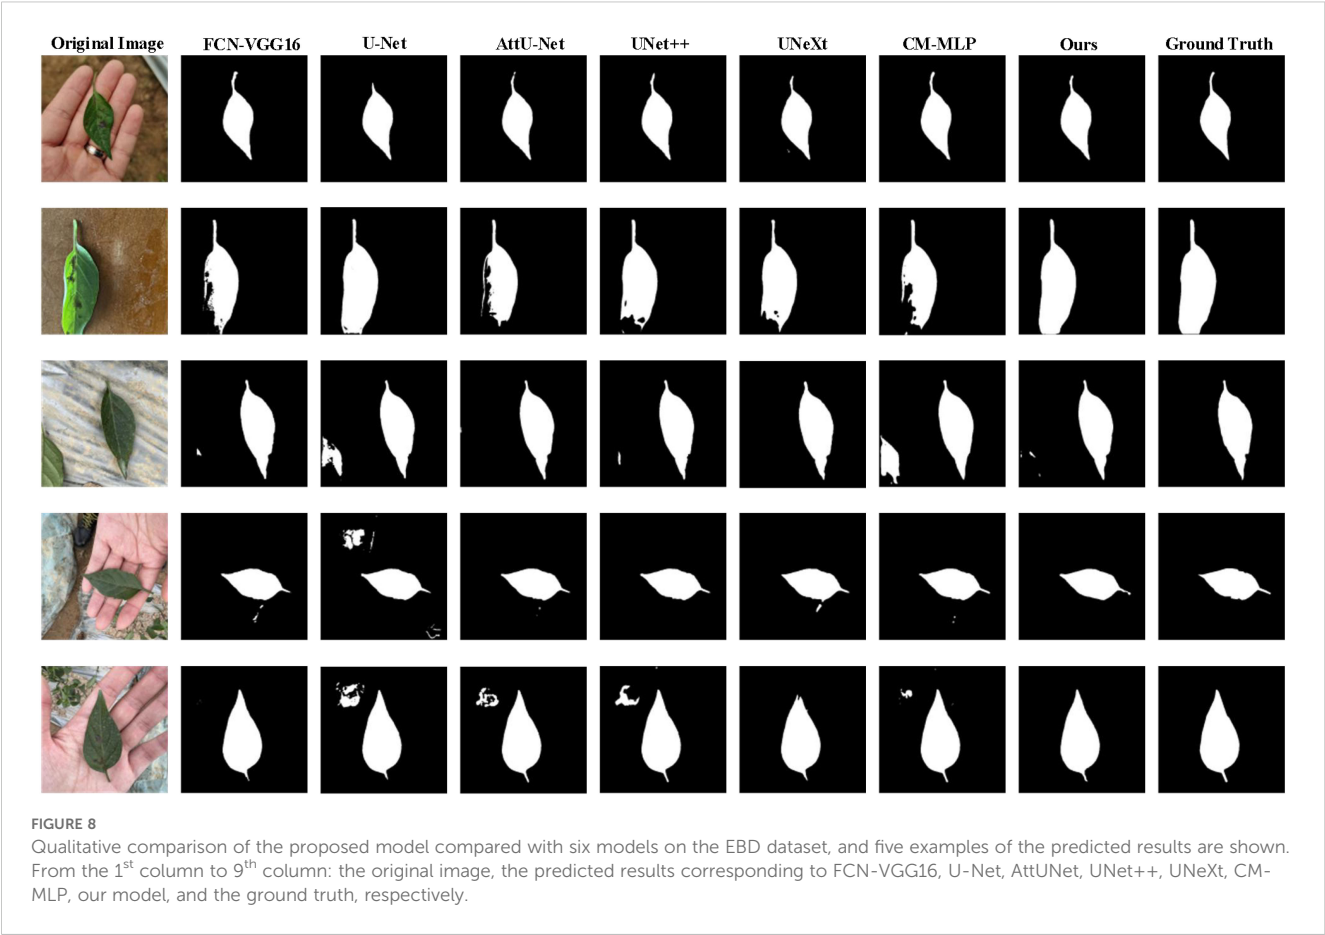 Original Image FCN-VGG16 U-Net AttU-Net UNet++ UNeXt CM-MLP Ours Ground Truth
FIGURE 8
Qualitative comparison of the proposed model compared with six models on the EBD dataset, and five examples of the predicted results are shown.
From the 1st column to 9th column: the original image, the predicted results corresponding to FCN-VGG16, U-Net, AttUNet, UNet++, UNeXt, CM-
MLP, our model, and the ground truth, respectively.